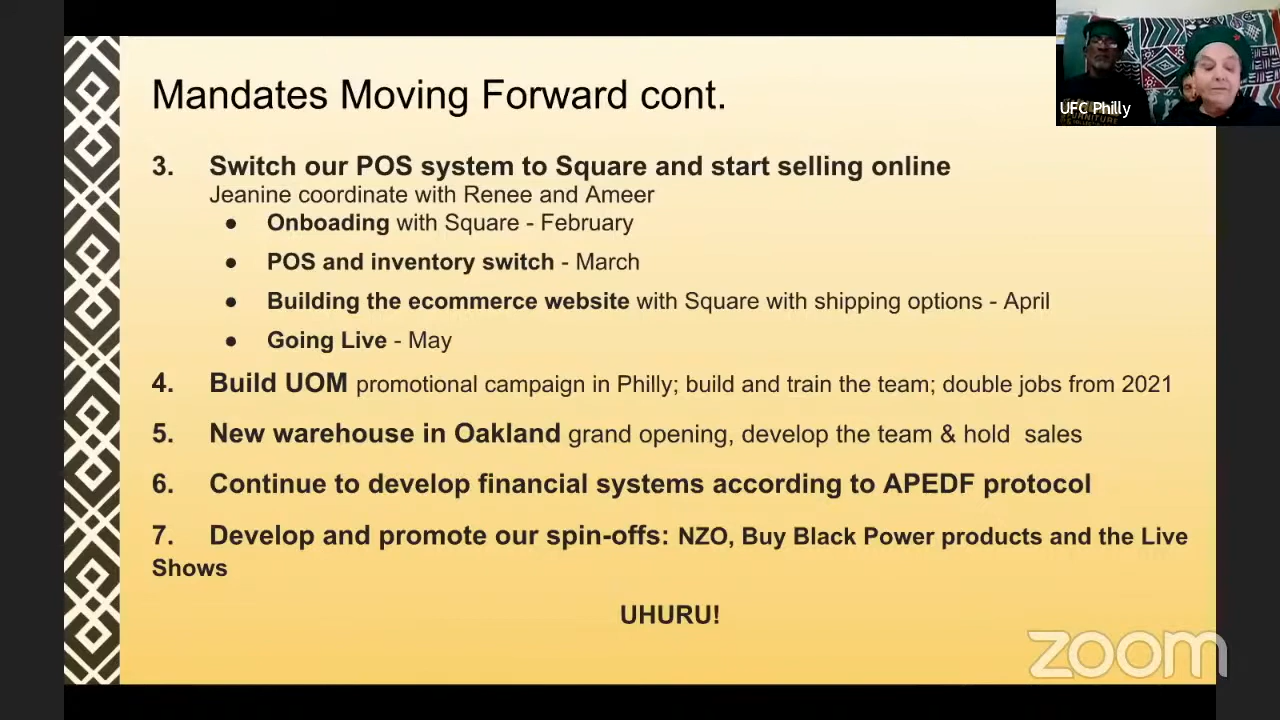 Mandates Moving Forward cont.
UFC Philly
3. Switch our POS system to Square and start selling online
Jeanine coordinate with Renee and Ameer
● Onboading with Square - February
● POS and inventory switch - March
● Building the ecommerce website with Square with shipping options - April
● Going Live - May
4. Build UOM promotional campaign in Philly; build and train the team; double jobs from 2021
5. New warehouse in Oakland grand opening, develop the team & hold sales
6. Continue to develop financial systems according to APEDF protocol
7. Develop and promote our spin-offs: NZO, Buy Black Power products and the Live
Shows
UHURU!
zoom